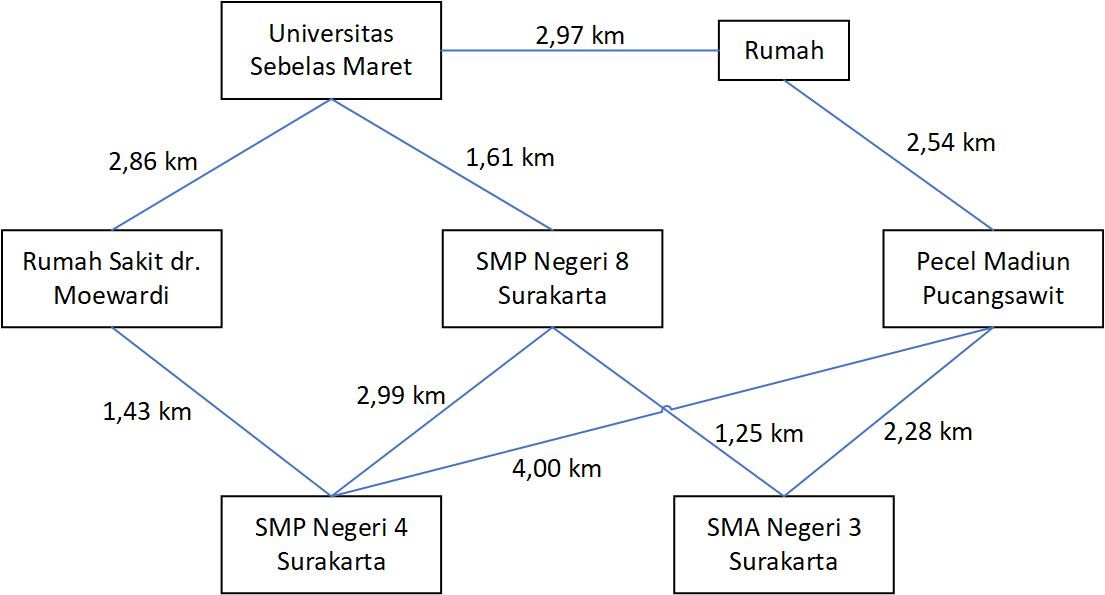 Universitas
Sebelas Maret
2,97 km
Rumah
2,86 km
1,61 km
2,54 km
Rumah Sakit dr.
Moewardi
SMP Negeri 8
Surakarta
Pecel Madiun
Pucangsawit
1,43 km
2,99 km
1,25 km
2,28 km
4,00 km
SMP Negeri 4
Surakarta
SMA Negeri 3
Surakarta